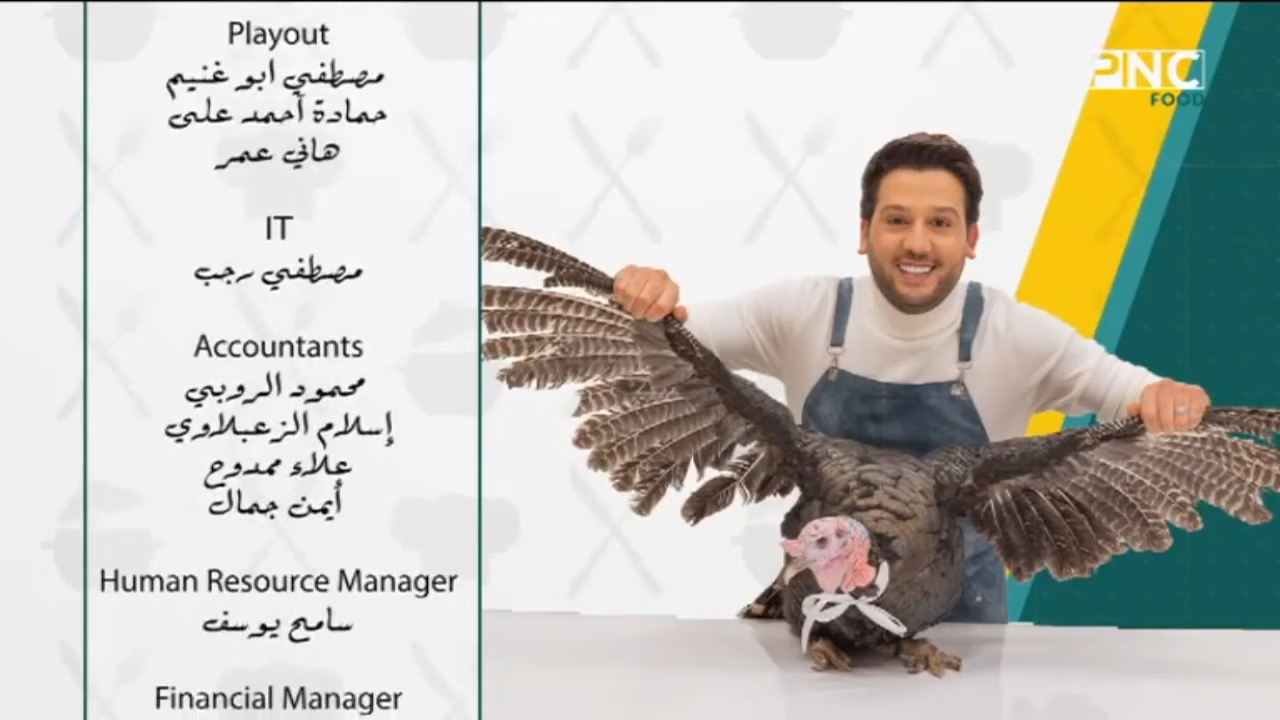 Playout
مصطفي ابو غنيم
حمادة أحمد على
هاني عمر
IT
مصطفي رجب
Accountants
محمود الروبي
إسلام الزعبلاوي
علاء ممدوح
أيمن جمال
Human Resource Manager
سامح يوسف
Financial Manager
PNC
FOOD